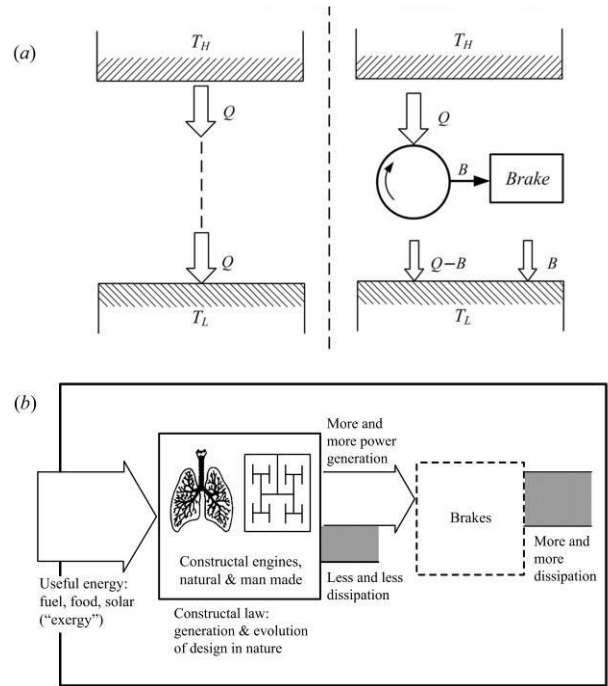 (a)
T_H
Q
Q
T_L
T_H
Q
B
Brake
Q−B
B
T_L
(b)
Useful energy:
fuel, food, solar
(“exergy”)
Constructal engines,
natural & man made
Constructal law:
generation & evolution
of design in nature
More and
more power
generation
Less and less
dissipation
Brakes
More and
more
dissipation